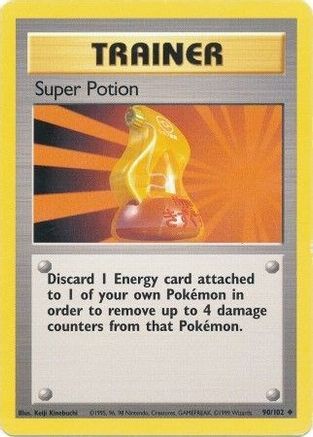 TRAINER
Super Potion
Discard 1 Energy card attached
to 1 of your own Pokémon in
order to remove up to 4 damage
counters from that Pokémon.
Illus. Keiji Kinebuchi ©1995, 96, 98 Nintendo, Creatures, GAMEFREAK. ©1999 Wizards. 90/102 ◆